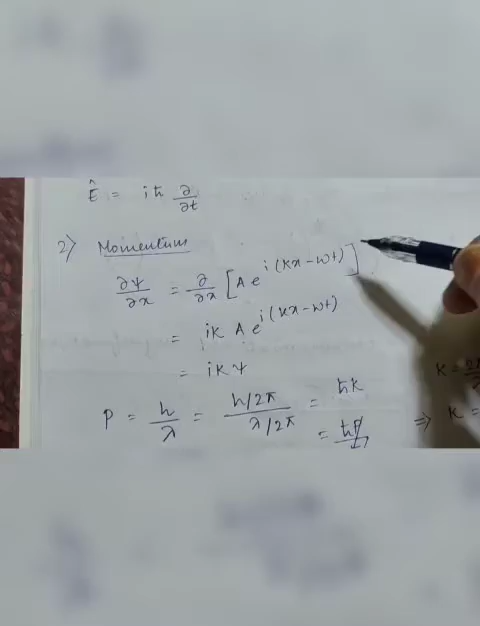 Ê = iħ ∂/∂t
2) Momentum
∂Ψ/∂x = ∂/∂x [A e^i(kx-ωt)]
= ik A e^i(kx-ωt)
= ikΨ
P = h/λ = h/2π / λ/2π = ħk
⇒ k =